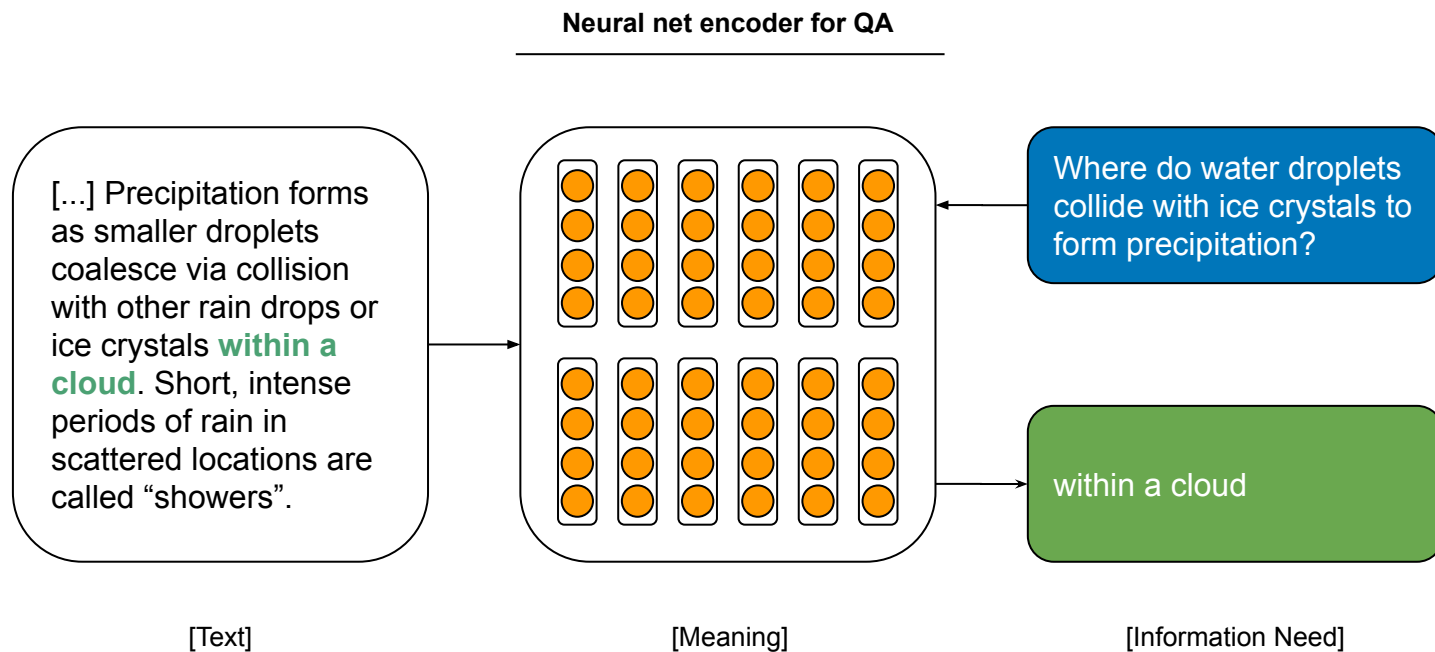 Neural net encoder for QA
[...] Precipitation forms
as smaller droplets
coalesce via collision
with other rain drops or
ice crystals within a
cloud. Short, intense
periods of rain in
scattered locations are
called “showers”.
Where do water droplets
collide with ice crystals to
form precipitation?
within a cloud
[Text]
[Meaning]
[Information Need]